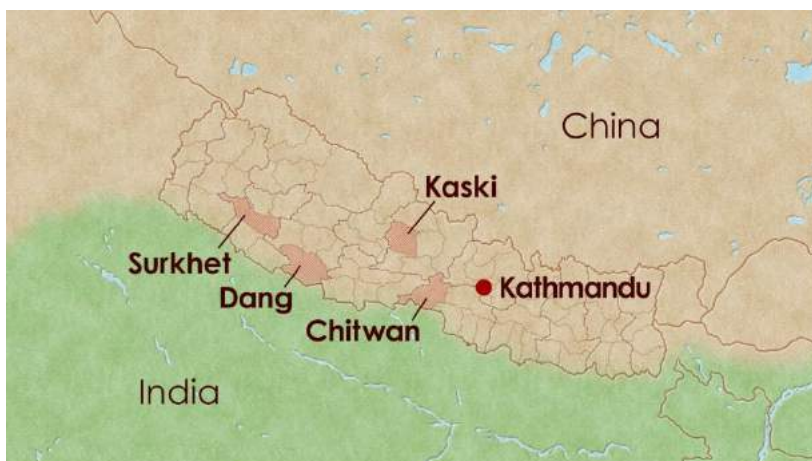 China
Kaski
Surkhet
Dang
Kathmandu
Chitwan
India